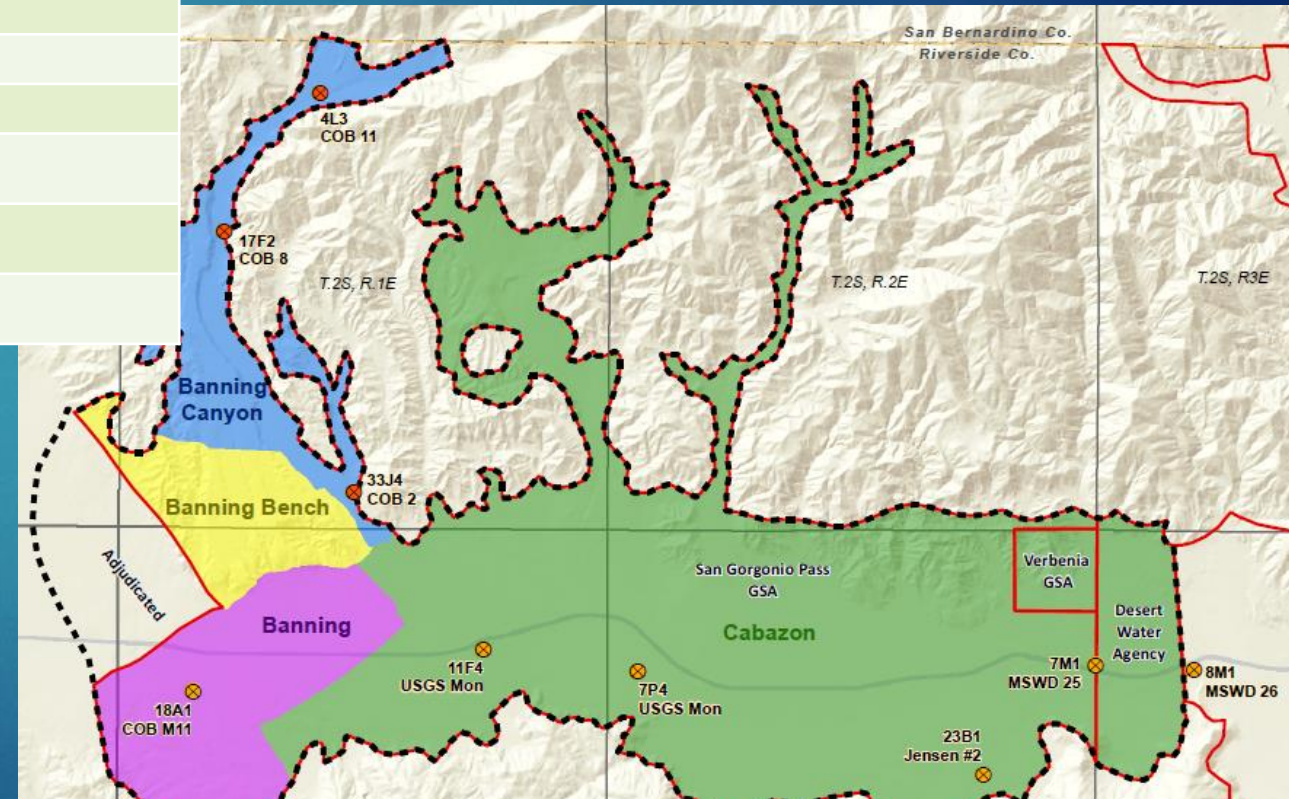 San Bernardino Co.
Riverside Co.
4L3
COB 11
17F2
COB 8
T.2S, R.1E
T.2S, R.2E
T.2S, R3E
Banning
Canyon
33J4
COB 2
Banning Bench
Adjudicated
San Gorgonio Pass
GSA
Verbenia
GSA
Desert
Water
Agency
Banning
Cabazon
11F4
USGS Mon
7P4
USGS Mon
7M1
MSWD 25
8M1
MSWD 26
18A1
COB M11
23B1
Jensen #2